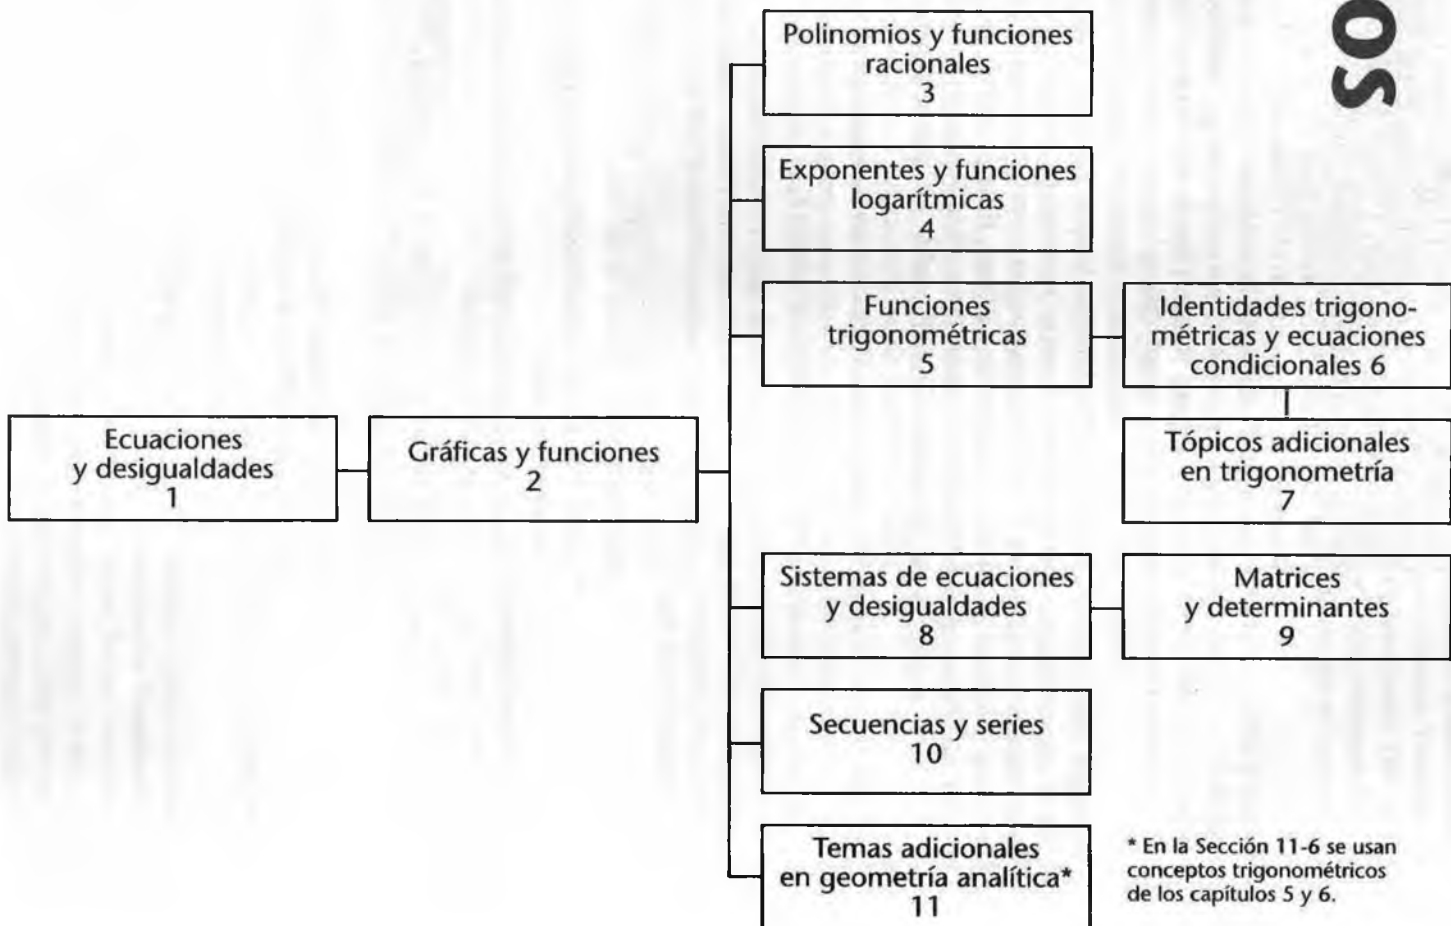 os
Polinomios y funciones
racionales
3
Exponentes y funciones
logarítmicas
4
Funciones
trigonométricas
5
Identidades trigono-
métricas y ecuaciones
condicionales 6
Ecuaciones
y desigualdades
1
Gráficas y funciones
2
Tópicos adicionales
en trigonometría
7
Sistemas de ecuaciones
y desigualdades
8
Matrices
y determinantes
9
Secuencias y series
10
Temas adicionales
en geometría analítica*
11
* En la Sección 11-6 se usan
conceptos trigonométricos
de los capítulos 5 y 6.